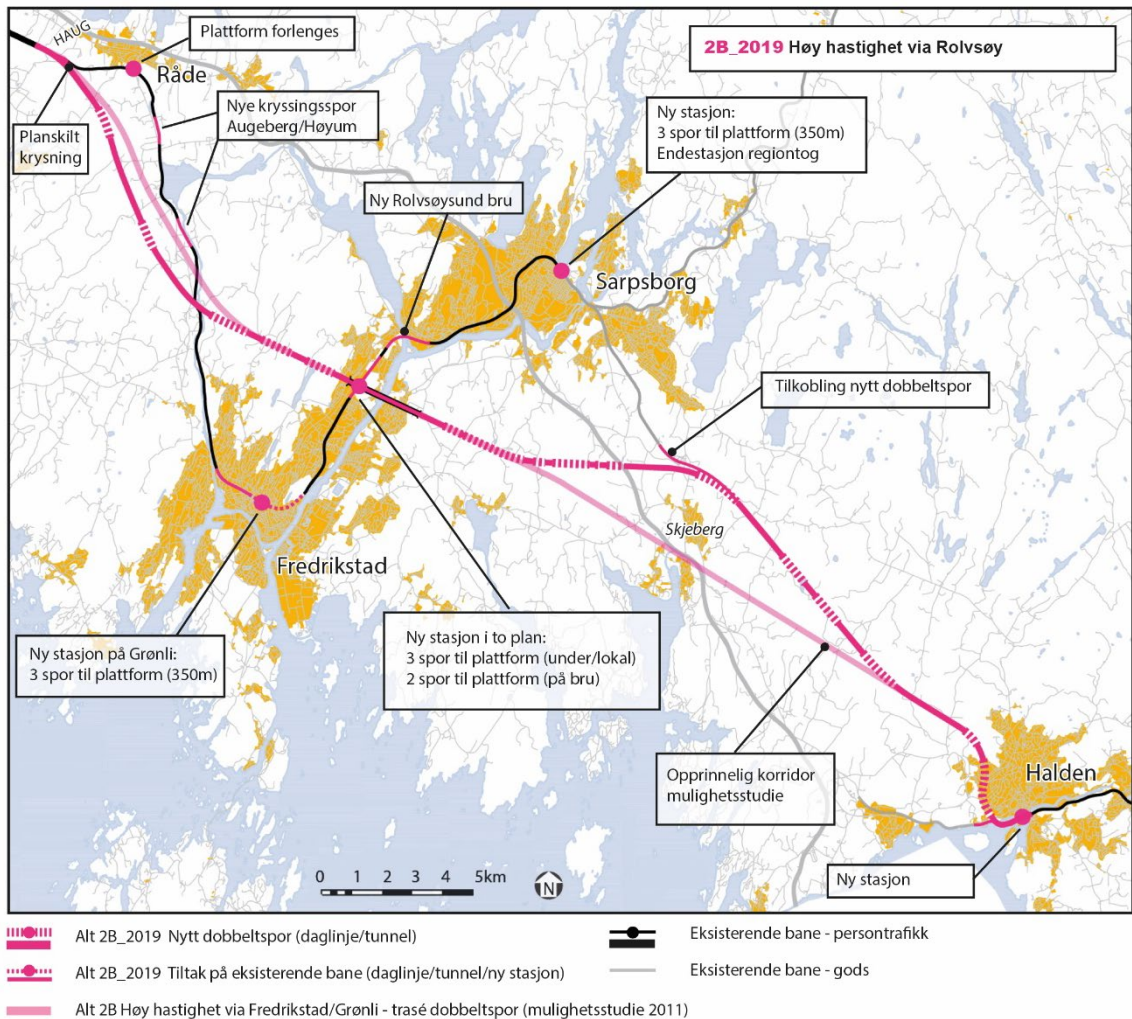 HAUG
Plattform forlenges
2B_2019 Høy hastighet via Rolvsøy
Råde
Nye kryssingsspor
Augeberg/Høyum
Ny stasjon:
3 spor til plattform (350m)
Endestasjon regiontog
Planskilt
krysning
Ny Rolvsøysund bru
Sarpsborg
Tilkobling nytt dobbeltspor
Skjeberg
Fredrikstad
Ny stasjon på Grønli:
3 spor til plattform (350m)
Ny stasjon i to plan:
3 spor til plattform (under/lokal)
2 spor til plattform (på bru)
Opprinnelig korridor
mulighetsstudie
Halden
Ny stasjon
0 1 2 3 4 5km
N
Alt 2B_2019 Nytt dobbeltspor (daglinje/tunnel)
Eksisterende bane - persontrafikk
Alt 2B_2019 Tiltak på eksisterende bane (daglinje/tunnel/ny stasjon)
Eksisterende bane - gods
Alt 2B Høy hastighet via Fredrikstad/Grønli - trasé dobbeltspor (mulighetsstudie 2011)